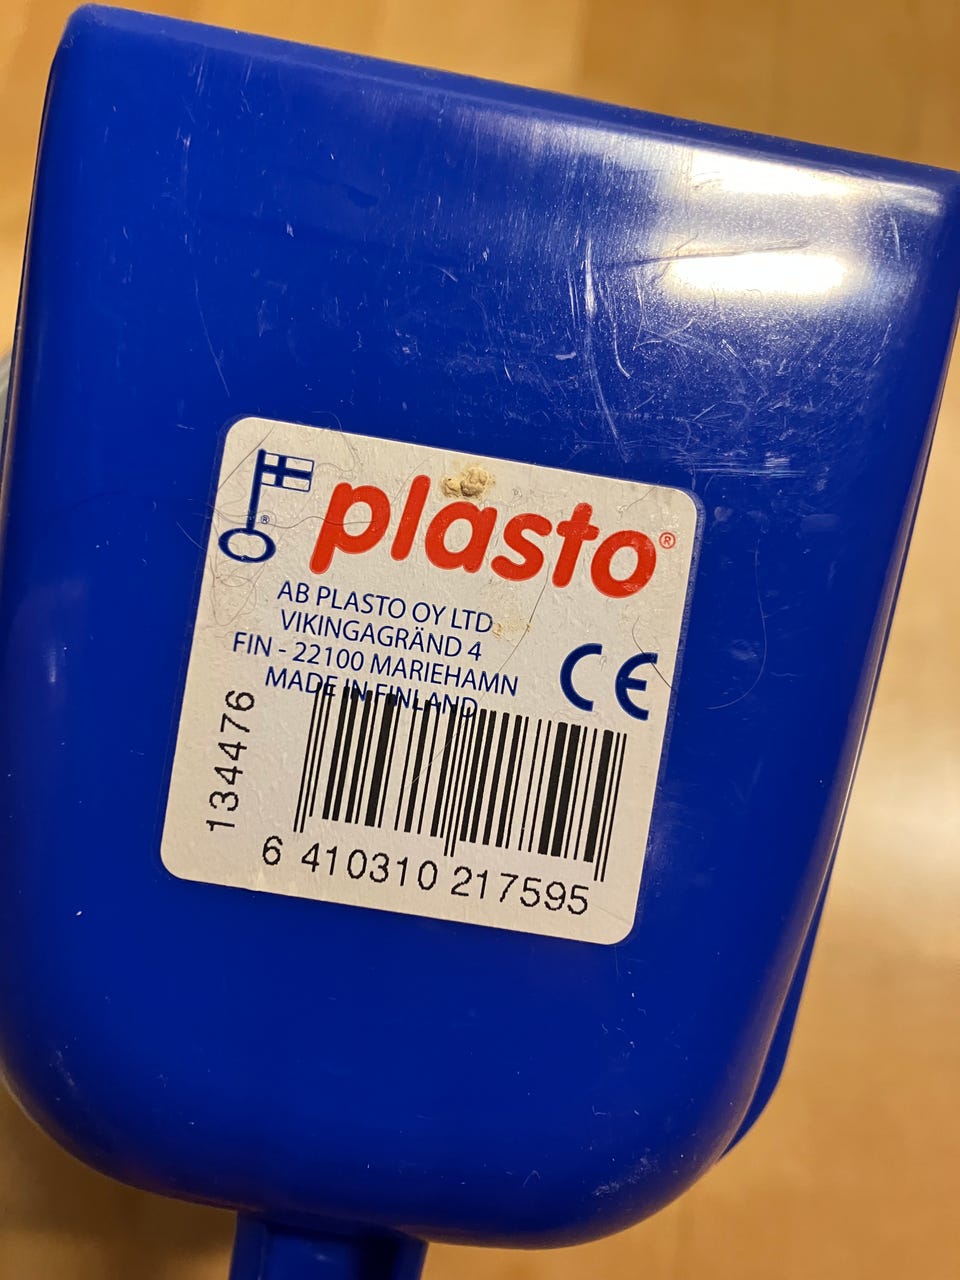 plasto®
®
AB PLASTO OY LTD
VIKINGAGRÄND 4
FIN - 22100 MARIEHAMN
MADE IN FINLAND
CE
134476
6 410310 217595